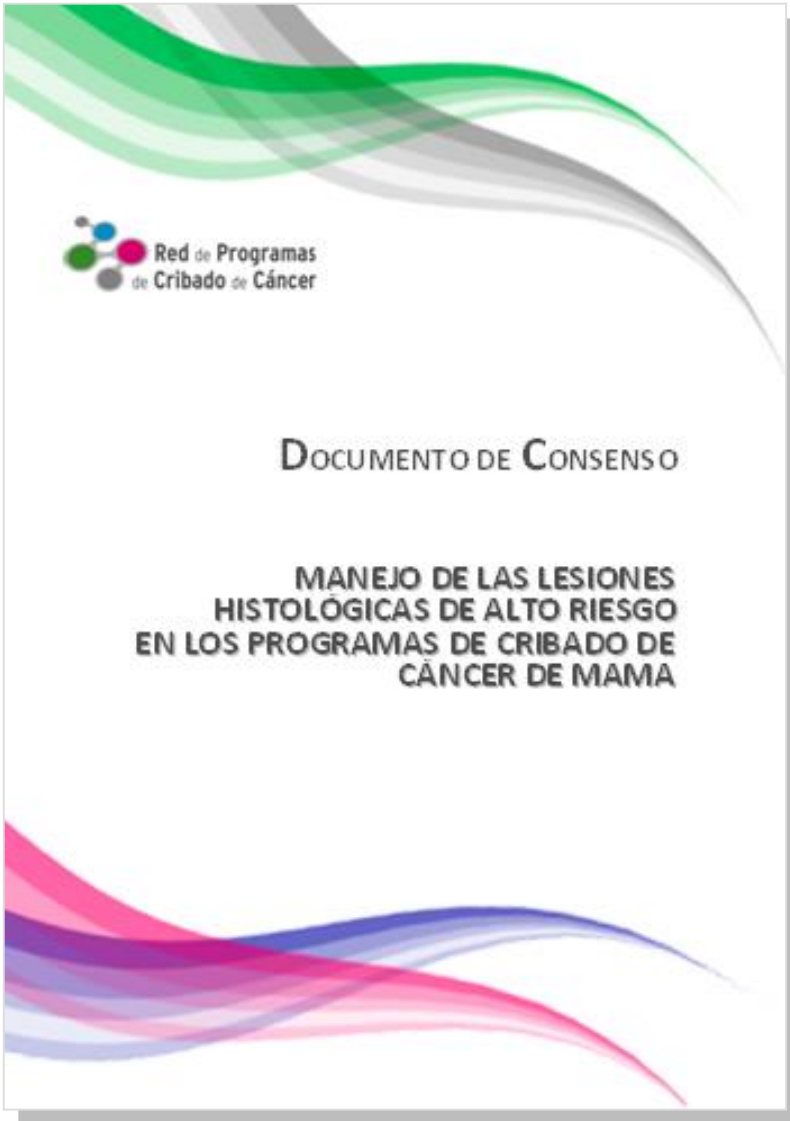 Red de Programas
de Cribado de Cáncer
DOCUMENTO DE CONSENSO
MANEJO DE LAS LESIONES
HISTOLÓGICAS DE ALTO RIESGO
EN LOS PROGRAMAS DE CRIBADO DE
CÁNCER DE MAMA